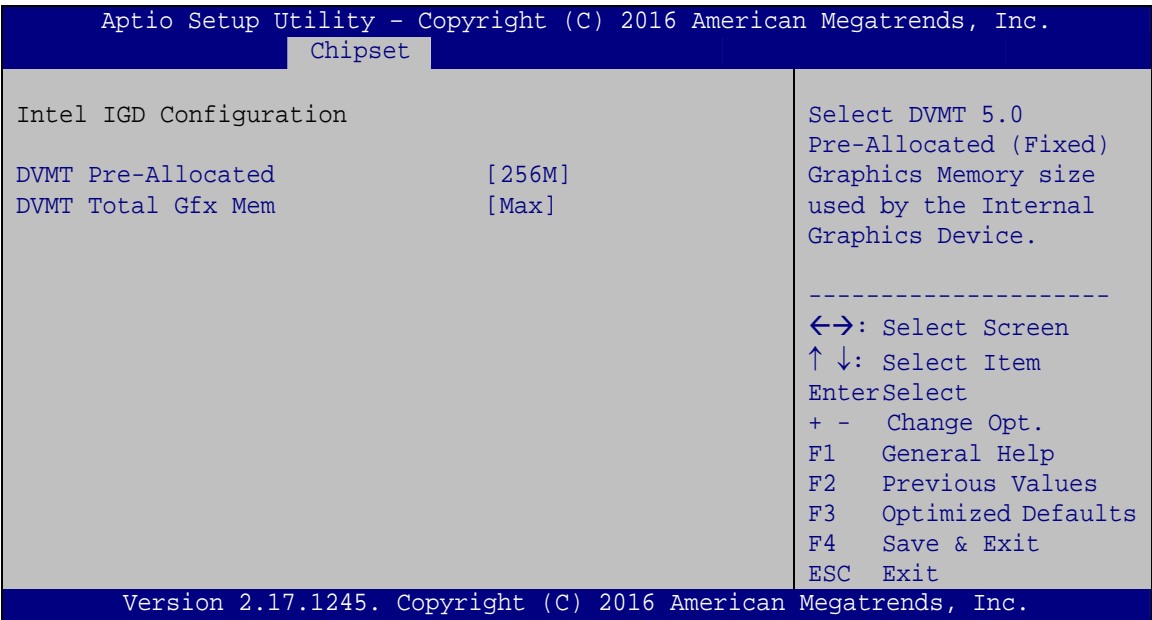 Aptio Setup Utility – Copyright (C) 2016 American Megatrends, Inc.
Chipset
Intel IGD Configuration
DVMT Pre-Allocated [256M]
DVMT Total Gfx Mem [Max]
Select DVMT 5.0
Pre-Allocated (Fixed)
Graphics Memory size
used by the Internal
Graphics Device.
---------------------
←→: Select Screen
↑ ↓: Select Item
EnterSelect
+ - Change Opt.
F1 General Help
F2 Previous Values
F3 Optimized Defaults
F4 Save & Exit
ESC Exit
Version 2.17.1245. Copyright (C) 2016 American Megatrends, Inc.